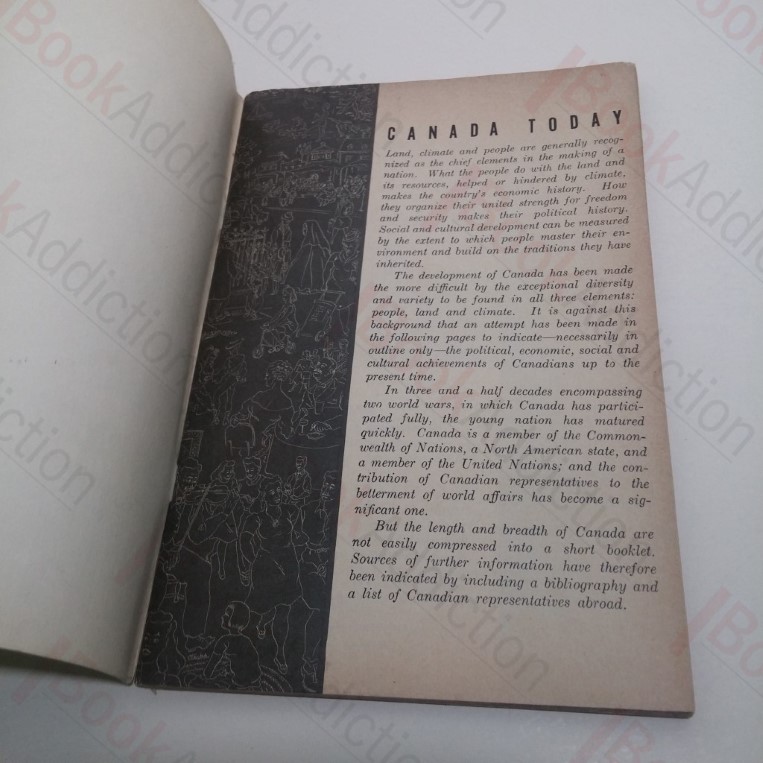 CANADA TODAY
Land, climate and people are generally recog-
nized as the chief elements in the making of a
nation. What the people do with the land and
its resources, helped or hindered by climate,
makes the country's economic history. How
they organize their united strength for freedom
and security makes their political history.
Social and cultural development can be measured
by the extent to which people master their en-
vironment and build on the traditions they have
inherited.
The development of Canada has been made
the more difficult by the exceptional diversity
and variety to be found in all three elements:
people, land and climate. It is against this
background that an attempt has been made in
the following pages to indicate—necessarily in
outline only—the political, economic, social and
cultural achievements of Canadians up to the
present time.
In three and a half decades encompassing
two world wars, in which Canada has partici-
pated fully, the young nation has matured
quickly. Canada is a member of the Common-
wealth of Nations, a North American state, and
a member of the United Nations; and the con-
tribution of Canadian representatives to the
betterment of world affairs has become a sig-
nificant one.
But the length and breadth of Canada are
not easily compressed into a short booklet.
Sources of further information have therefore
been indicated by including a bibliography and
a list of Canadian representatives abroad.
BookAddiction